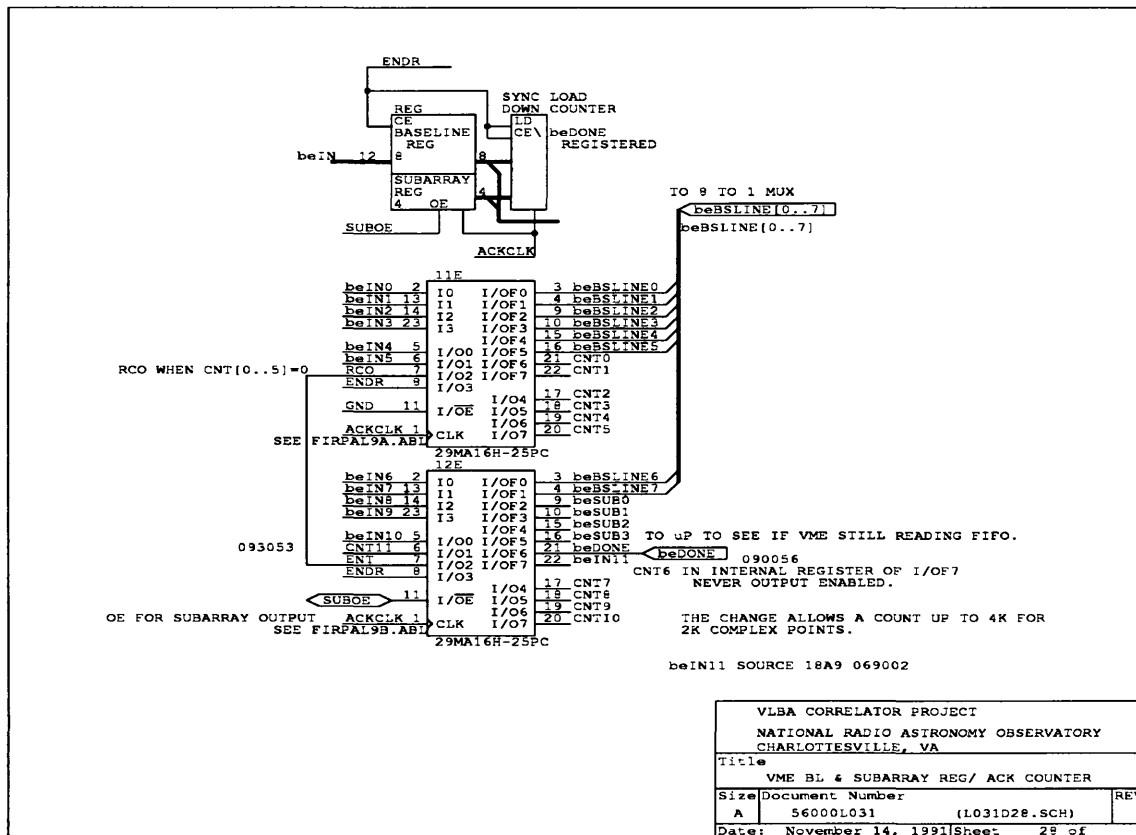 ENDR
REG
CE
BASELINE
REG
8
SYNC LOAD
DOWN COUNTER
LD
CE\
beDONE
REGISTERED
beIN 12
8
SUBARRAY
REG
4 OE
4
SUBOE
ACKCLK
TO 8 TO 1 MUX
beBSLINE[0..7]
beBSLINE[0..7]
11E
beIN0 2 I0 I/OF0 3 beBSLINE0
beIN1 13 I1 I/OF1 4 beBSLINE1
beIN2 14 I2 I/OF2 9 beBSLINE2
beIN3 23 I3 I/OF3 10 beBSLINE3
I/OF4 15 beBSLINE4
beIN4 5 I/O0 I/OF5 16 beBSLINE5
beIN5 6 I/O1 I/OF6 21 CNT0
RCO WHEN CNT[0..5]=0 RCO 7 I/O2 I/OF7 22 CNT1
ENDR 8 I/O3
I/O4 17 CNT2
GND 11 I/OE I/O5 18 CNT3
I/O6 19 CNT4
ACKCLK 1 CLK I/O7 20 CNT5
SEE FIRPAL9A.ABL
29MA16H-25PC
12E
beIN6 2 I0 I/OF0 3 beBSLINE6
beIN7 13 I1 I/OF1 4 beBSLINE7
beIN8 14 I2 I/OF2 9 beSUB0
beIN9 23 I3 I/OF3 10 beSUB1
I/OF4 15 beSUB2
beIN10 5 I/O0 I/OF5 16 beSUB3 TO uP TO SEE IF VME STILL READING FIFO.
093053 CNT11 6 I/O1 I/OF6 21 beDONE beDONE
ENT 7 I/O2 I/OF7 22 beIN11 090056
ENDR 8 I/O3 CNT6 IN INTERNAL REGISTER OF I/OF7
NEVER OUTPUT ENABLED.
I/O4 17 CNT7
SUBOE 11 I/OE I/O5 18 CNT8
I/O6 19 CNT9
OE FOR SUBARRAY OUTPUT ACKCLK 1 CLK I/O7 20 CNT10
THE CHANGE ALLOWS A COUNT UP TO 4K FOR
2K COMPLEX POINTS.
SEE FIRPAL9B.ABL
29MA16H-25PC
beIN11 SOURCE 18A9 069002
VLBA CORRELATOR PROJECT
NATIONAL RADIO ASTRONOMY OBSERVATORY
CHARLOTTESVILLE, VA
Title
VME BL & SUBARRAY REG/ ACK COUNTER
Size Document Number REV
A 56000L031 (L031D28.SCH)
Date: November 14, 1991 Sheet 28 of